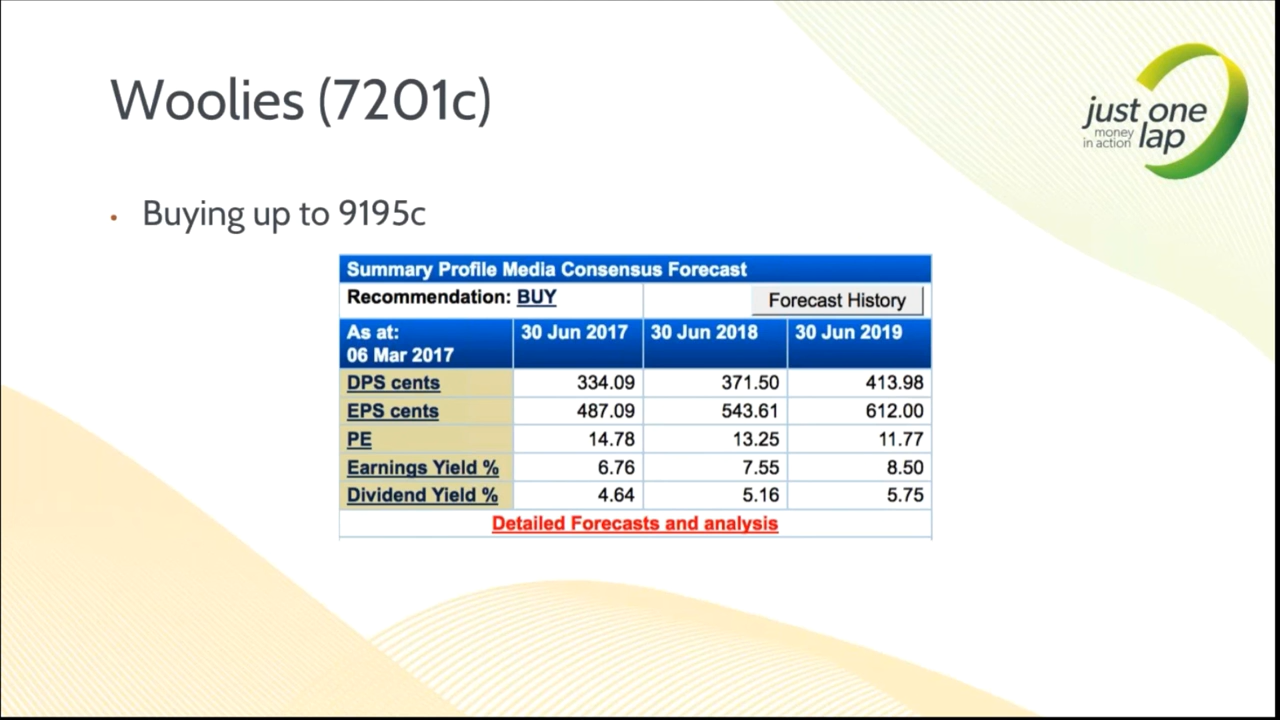 Woolies (7201c)
just one
money
in action lap
• Buying up to 9195c
Summary Profile Media Consensus Forecast
Recommendation: BUY Forecast History
As at: 30 Jun 2017 30 Jun 2018 30 Jun 2019
06 Mar 2017
DPS cents 334.09 371.50 413.98
EPS cents 487.09 543.61 612.00
PE 14.78 13.25 11.77
Earnings Yield % 6.76 7.55 8.50
Dividend Yield % 4.64 5.16 5.75
Detailed Forecasts and analysis